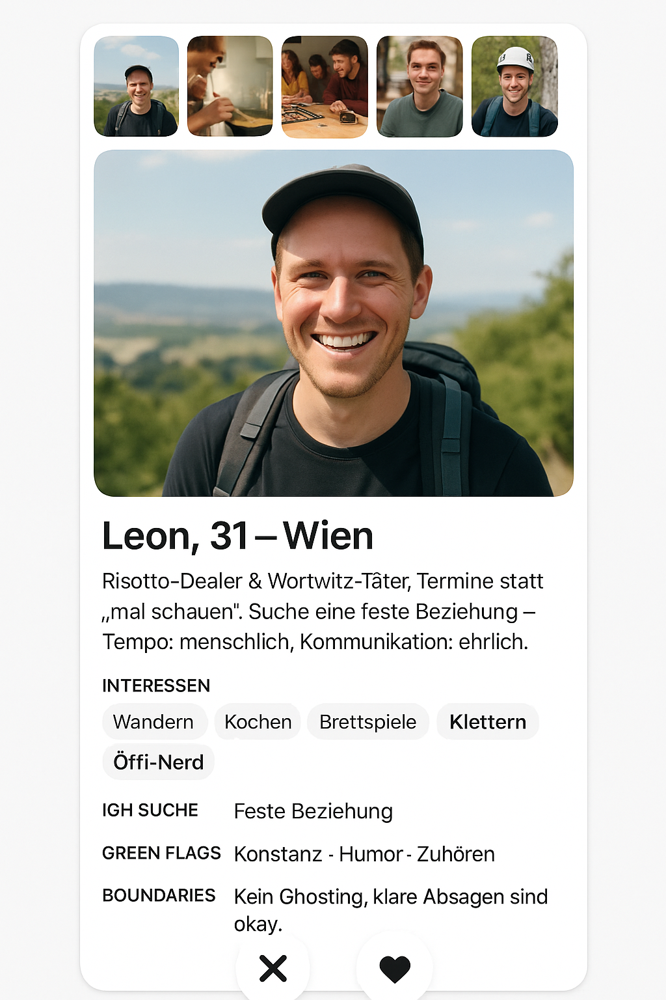 Leon, 31 – Wien
Risotto-Dealer & Wortwitz-Tâter, Termine statt
„mal schauen". Suche eine feste Beziehung –
Tempo: menschlich, Kommunikation: ehrlich.
INTERESSEN
Wandern Kochen Brettspiele Klettern
Öffi-Nerd
IGH SUCHE Feste Beziehung
GREEN FLAGS Konstanz - Humor - Zuhören
BOUNDARIES Kein Ghosting, klare Absagen sind
okay.